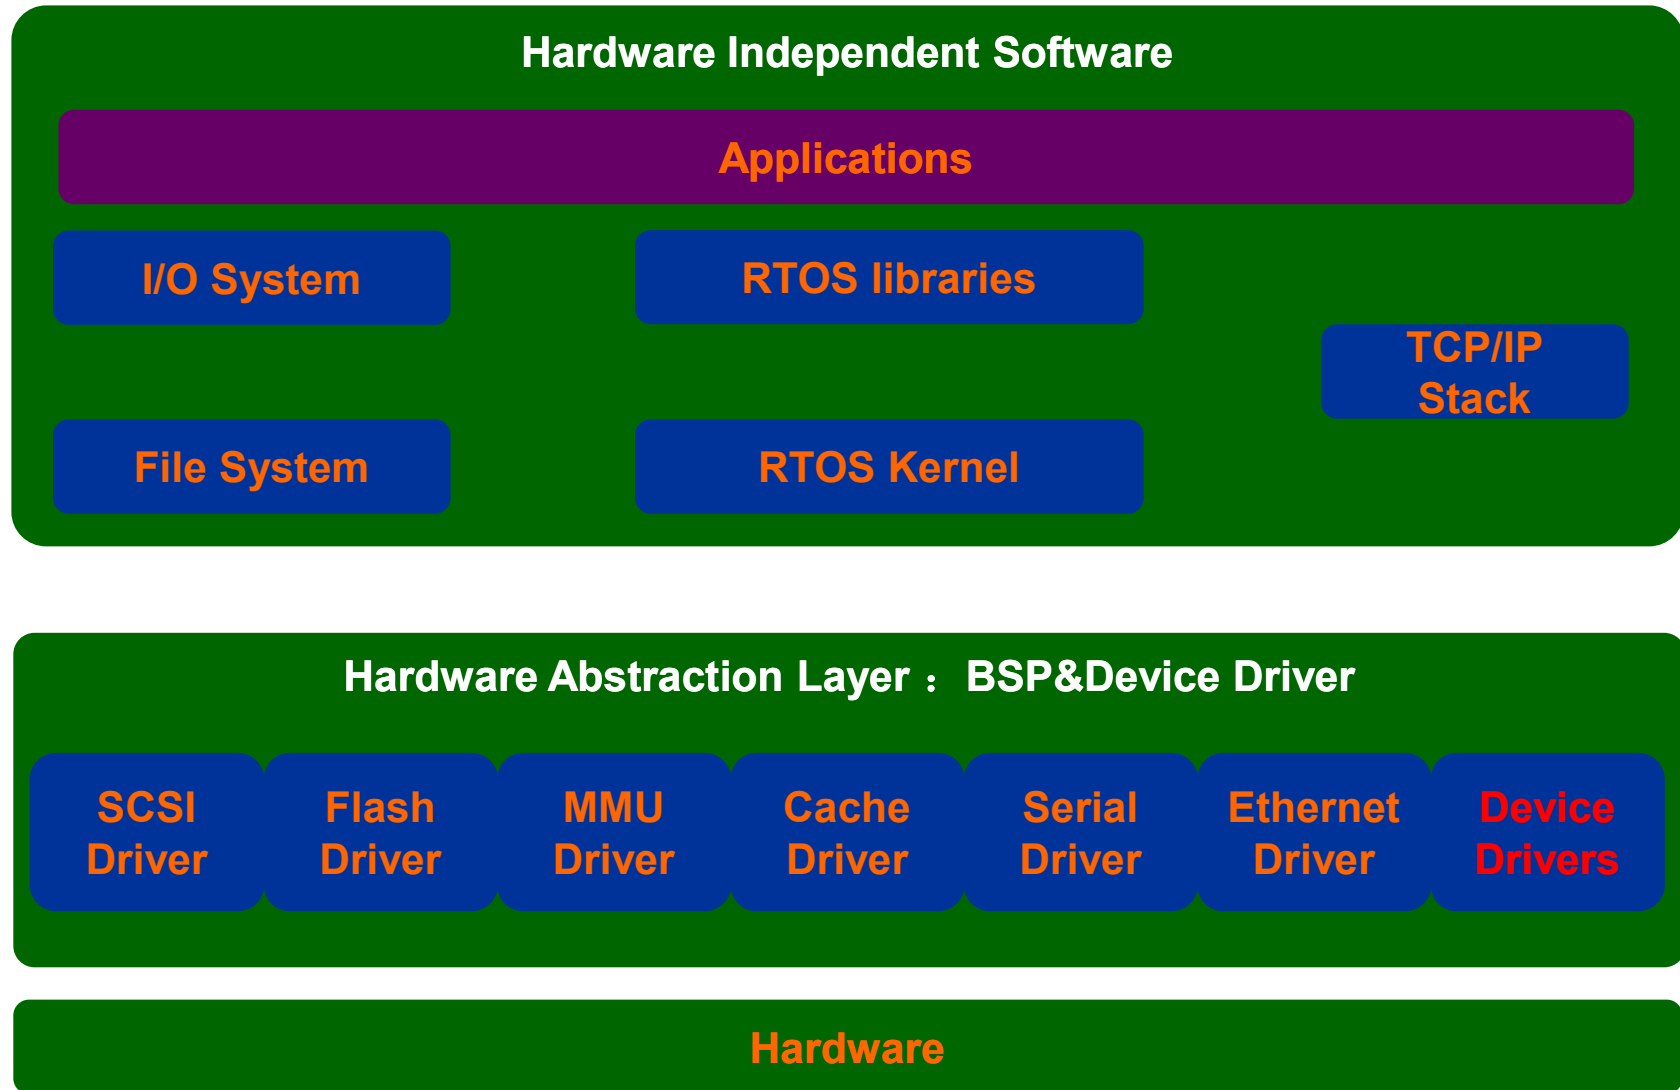 Hardware Independent Software
Applications
I/O System
RTOS libraries
TCP/IP
Stack
File System
RTOS Kernel
Hardware Abstraction Layer ：BSP&Device Driver
SCSI
Driver
Flash
Driver
MMU
Driver
Cache
Driver
Serial
Driver
Ethernet
Driver
Device
Drivers
Hardware